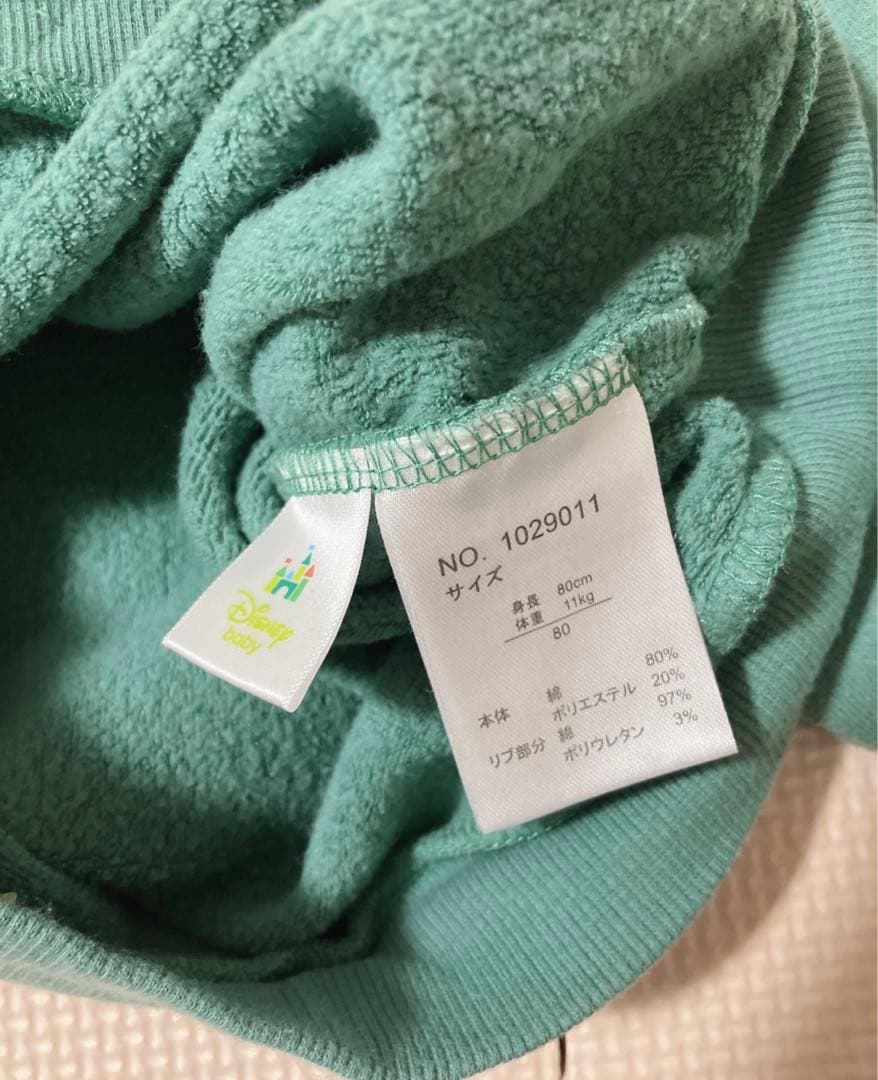 Disney
baby
NO. 1029011
サイズ
身長 80cm
体重 11kg
80
本体 綿 80%
ポリエステル 20%
リブ部分 綿 97%
ポリウレタン 3%